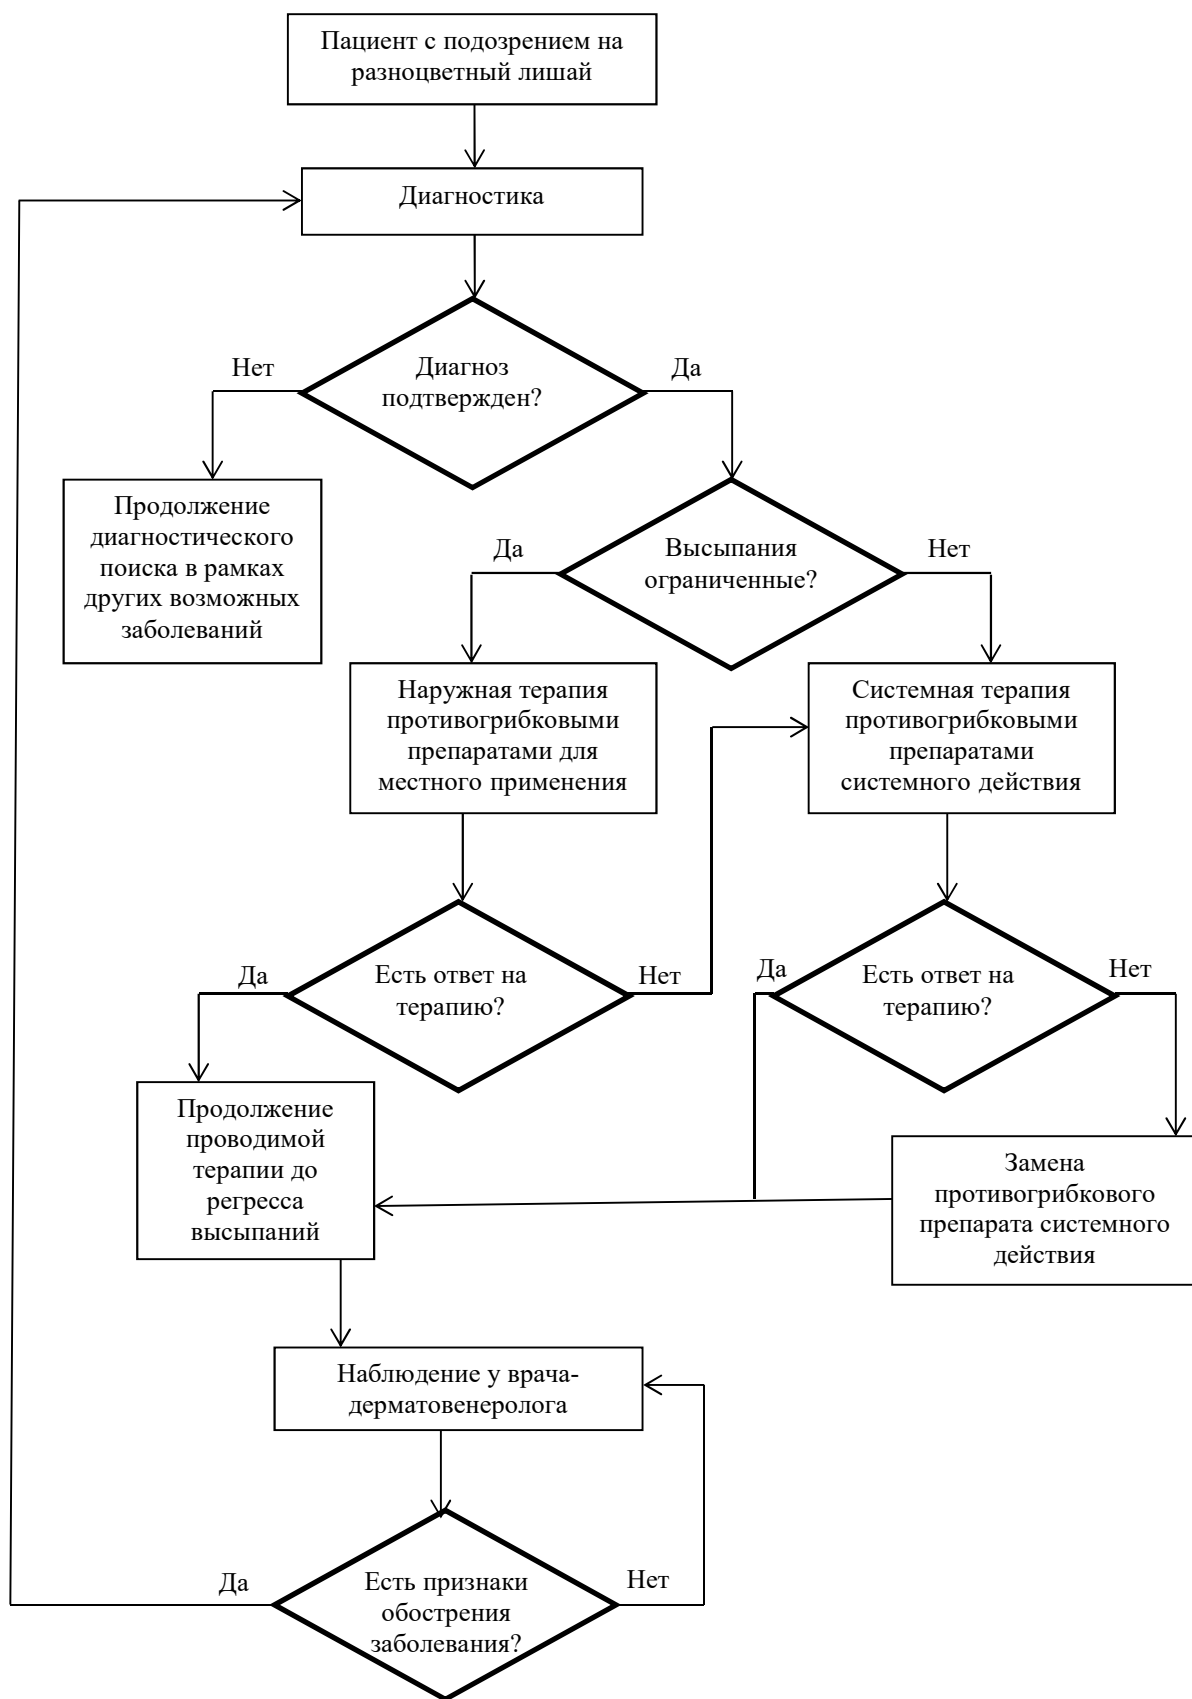 Пациент с подозрением на
разноцветный лишай
Диагностика
Нет
Диагноз
подтвержден?
Да
Продолжение
диагностического
поиска в рамках
других возможных
заболеваний
Да
Высыпания
ограниченные?
Нет
Наружная терапия
противогрибковыми
препаратами для
местного применения
Системная терапия
противогрибковыми
препаратами
системного действия
Да
Есть ответ на
терапию?
Нет
Да
Есть ответ на
терапию?
Нет
Продолжение
проводимой
терапии до
регресса
высыпаний
Замена
противогрибкового
препарата системного
действия
Наблюдение у врача-
дерматовенеролога
Да
Есть признаки
обострения
заболевания?
Нет